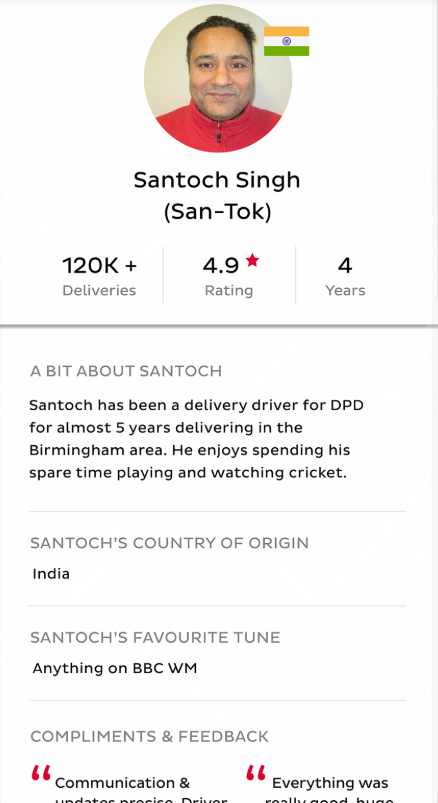 Santoch Singh
(San-Tok)
120K + 4.9 4
Deliveries Rating Years
A BIT ABOUT SANTOCH
Santoch has been a delivery driver for DPD
for almost 5 years delivering in the
Birmingham area. He enjoys spending his
spare time playing and watching cricket.
SANTOCH'S COUNTRY OF ORIGIN
India
SANTOCH'S FAVOURITE TUNE
Anything on BBC WM
COMPLIMENTS & FEEDBACK
“ Communication & “ Everything was
updates precise. Driver really good, huge